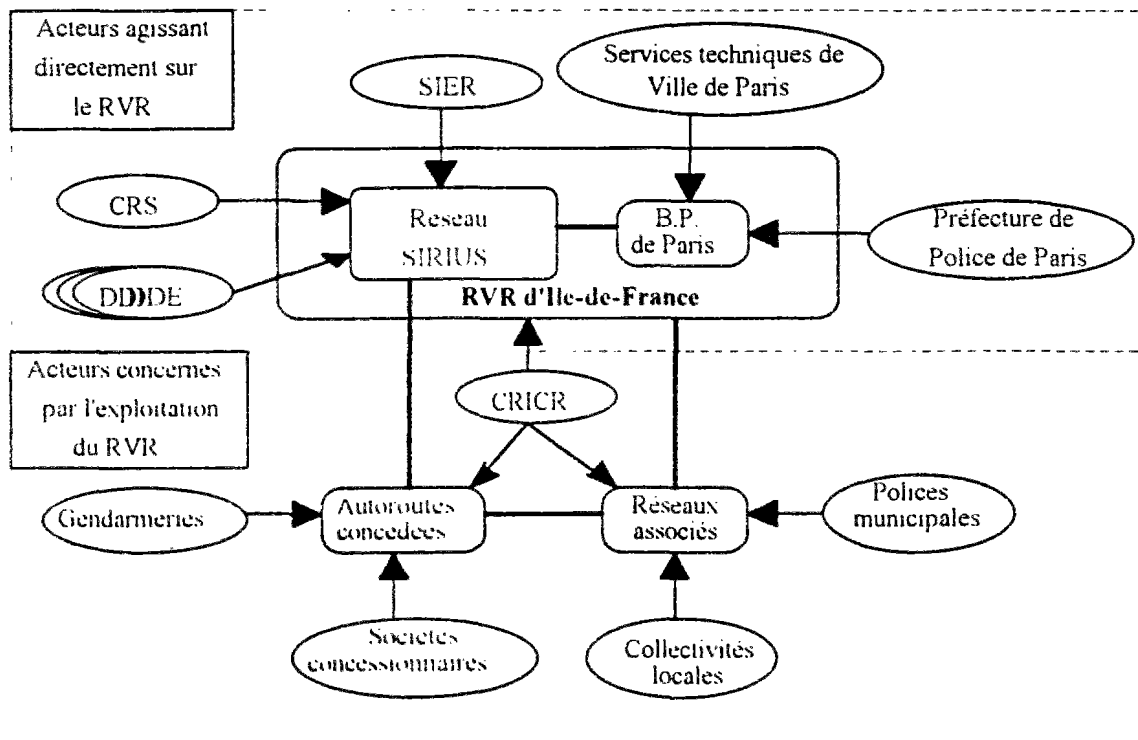 Acteurs agissant
directement sur
le RVR
SIER
Services techniques de
Ville de Paris
CRS
Reseau
SIRIUS
B.P.
de Paris
Préfecture de
Police de Paris
DDE
RVR d'Ile-de-France
Acteurs concernes
par l'exploitation
du RVR
CRICR
Gendarmeries
Autoroutes
concedees
Réseaux
associés
Polices
municipales
Societes
concessionnaires
Collectivités
locales